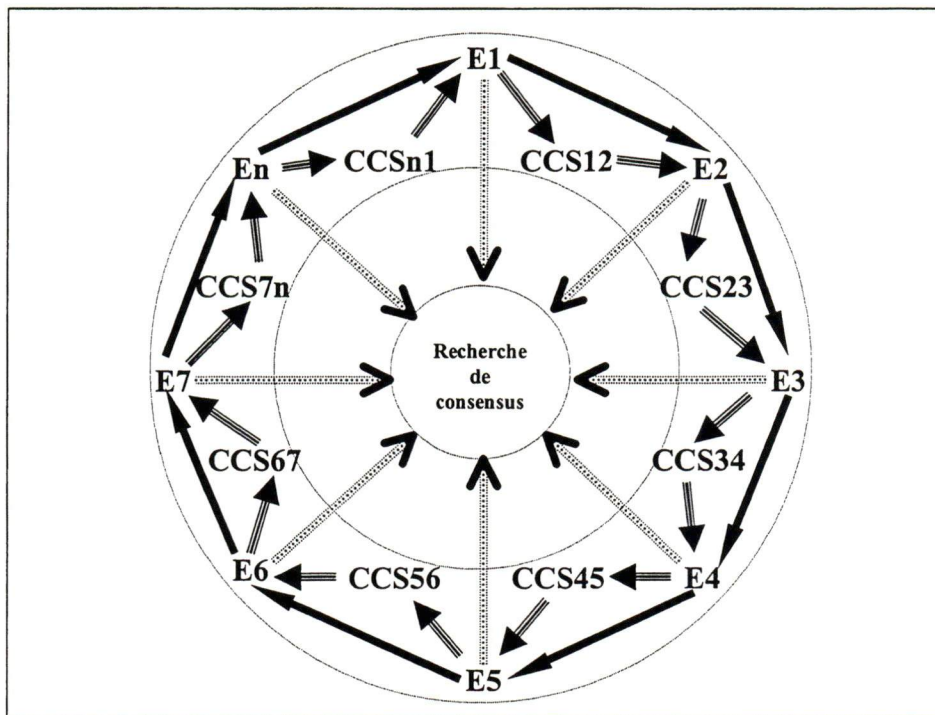 E1
En
CCSn1
CCS12
E2
CCS7n
CCS23
Recherche
de
consensus
E7
E3
CCS67
CCS34
E6
CCS56
CCS45
E4
E5